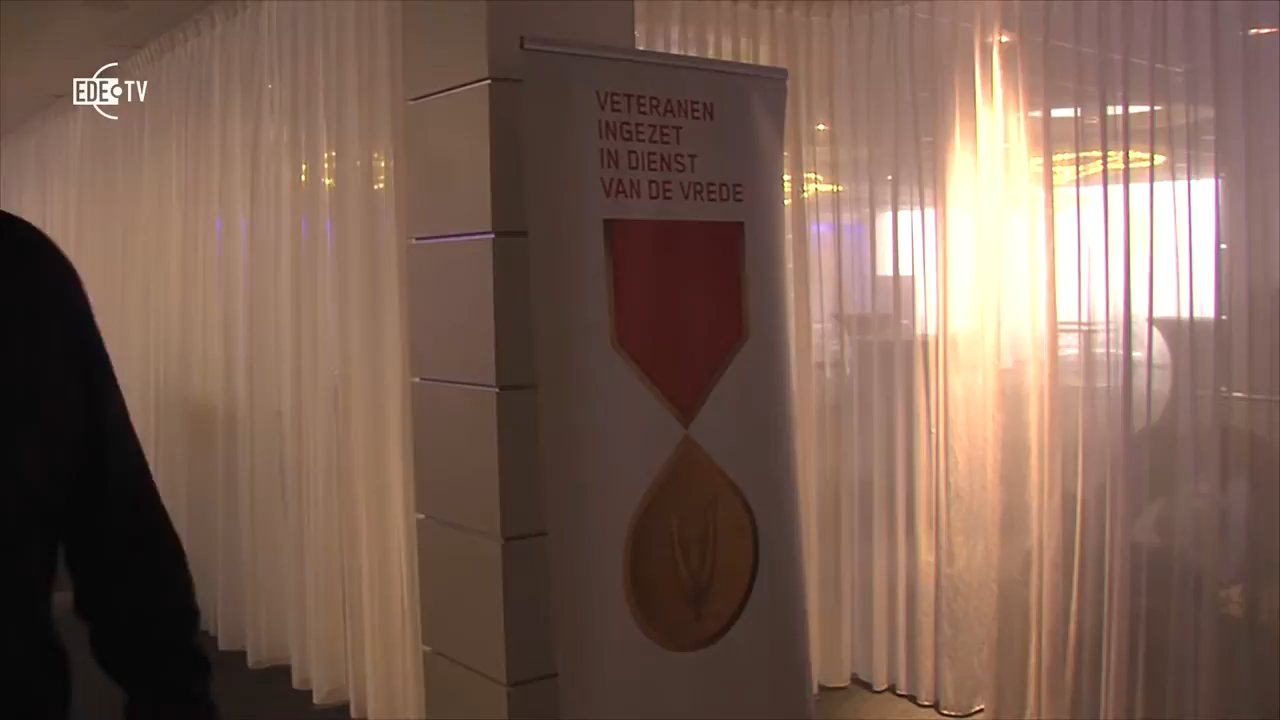 EDE TV
VETERANEN
INGEZET
IN DIENST
VAN DE VREDE